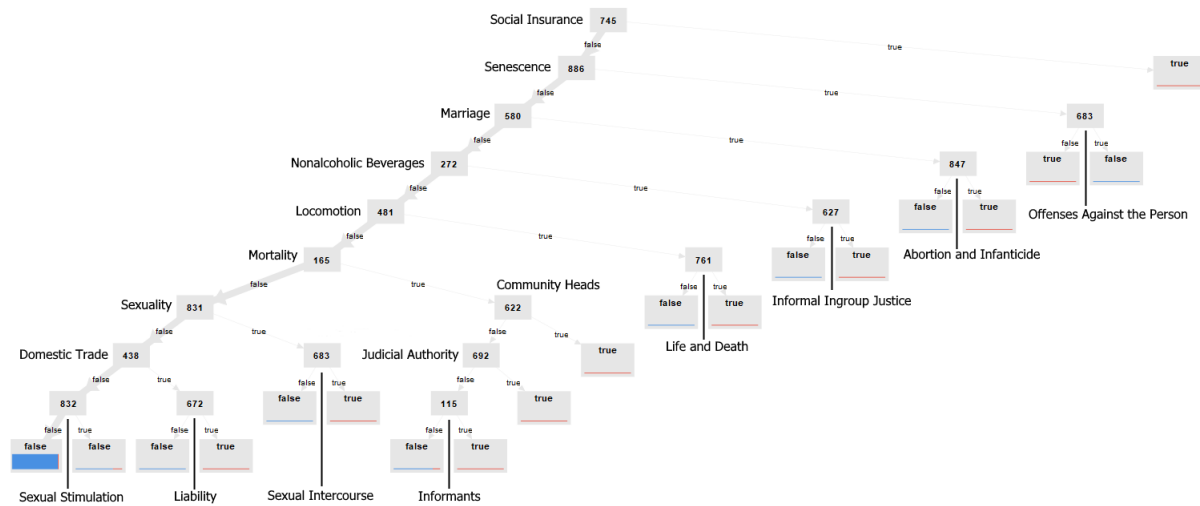 Social Insurance 745
false true
true
Senescence 886
false true
Marriage 580 683
false true false true
true false
Nonalcoholic Beverages 272 847
false true false true
false true
Locomotion 481 627 Offenses Against the Person
false true false true
false true
Mortality 165 761 Abortion and Infanticide
false true false true
false true
Community Heads
Informal Ingroup Justice
Sexuality 831 622
false true false true
true
Life and Death
Domestic Trade 438 683 Judicial Authority 692
false true false true false true
false true true
832 672 115
false true false true false true
false false false true false true
Sexual Stimulation Liability Sexual Intercourse Informants